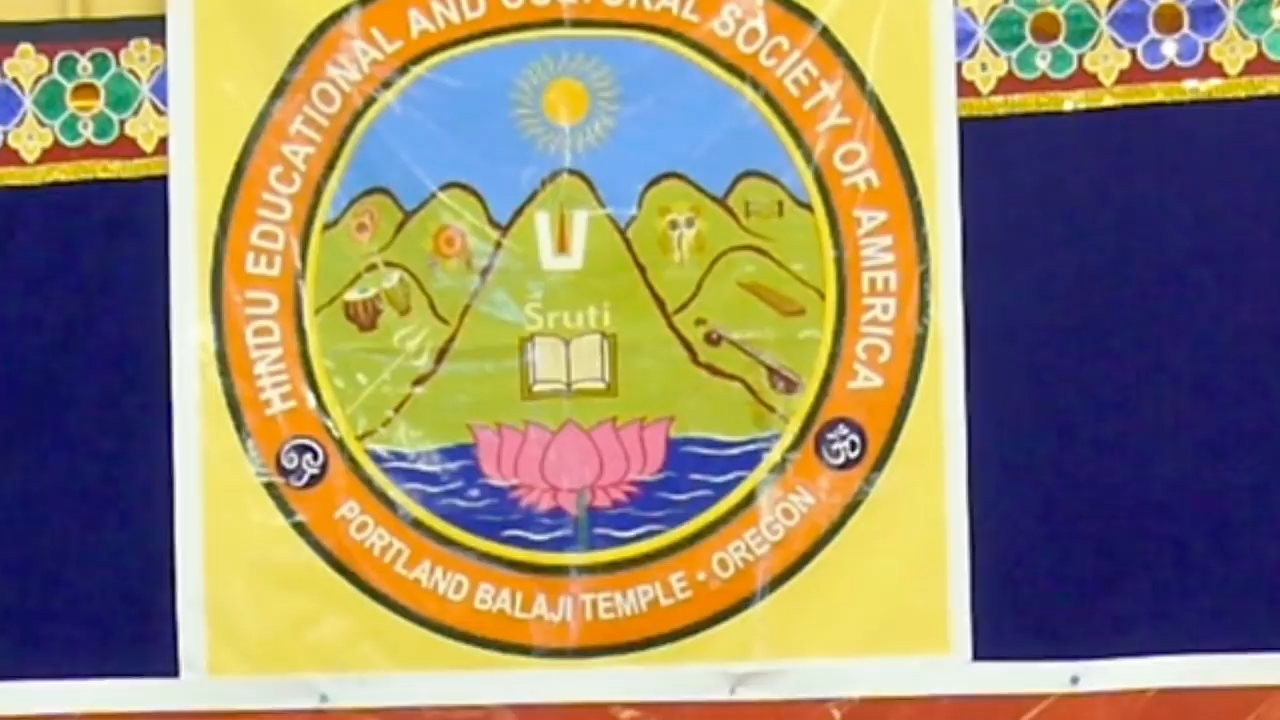 HINDU EDUCATIONAL AND CULTURAL SOCIETY OF AMERICA
Sruti
ॐ
ॐ
PORTLAND BALAJI TEMPLE • OREGON